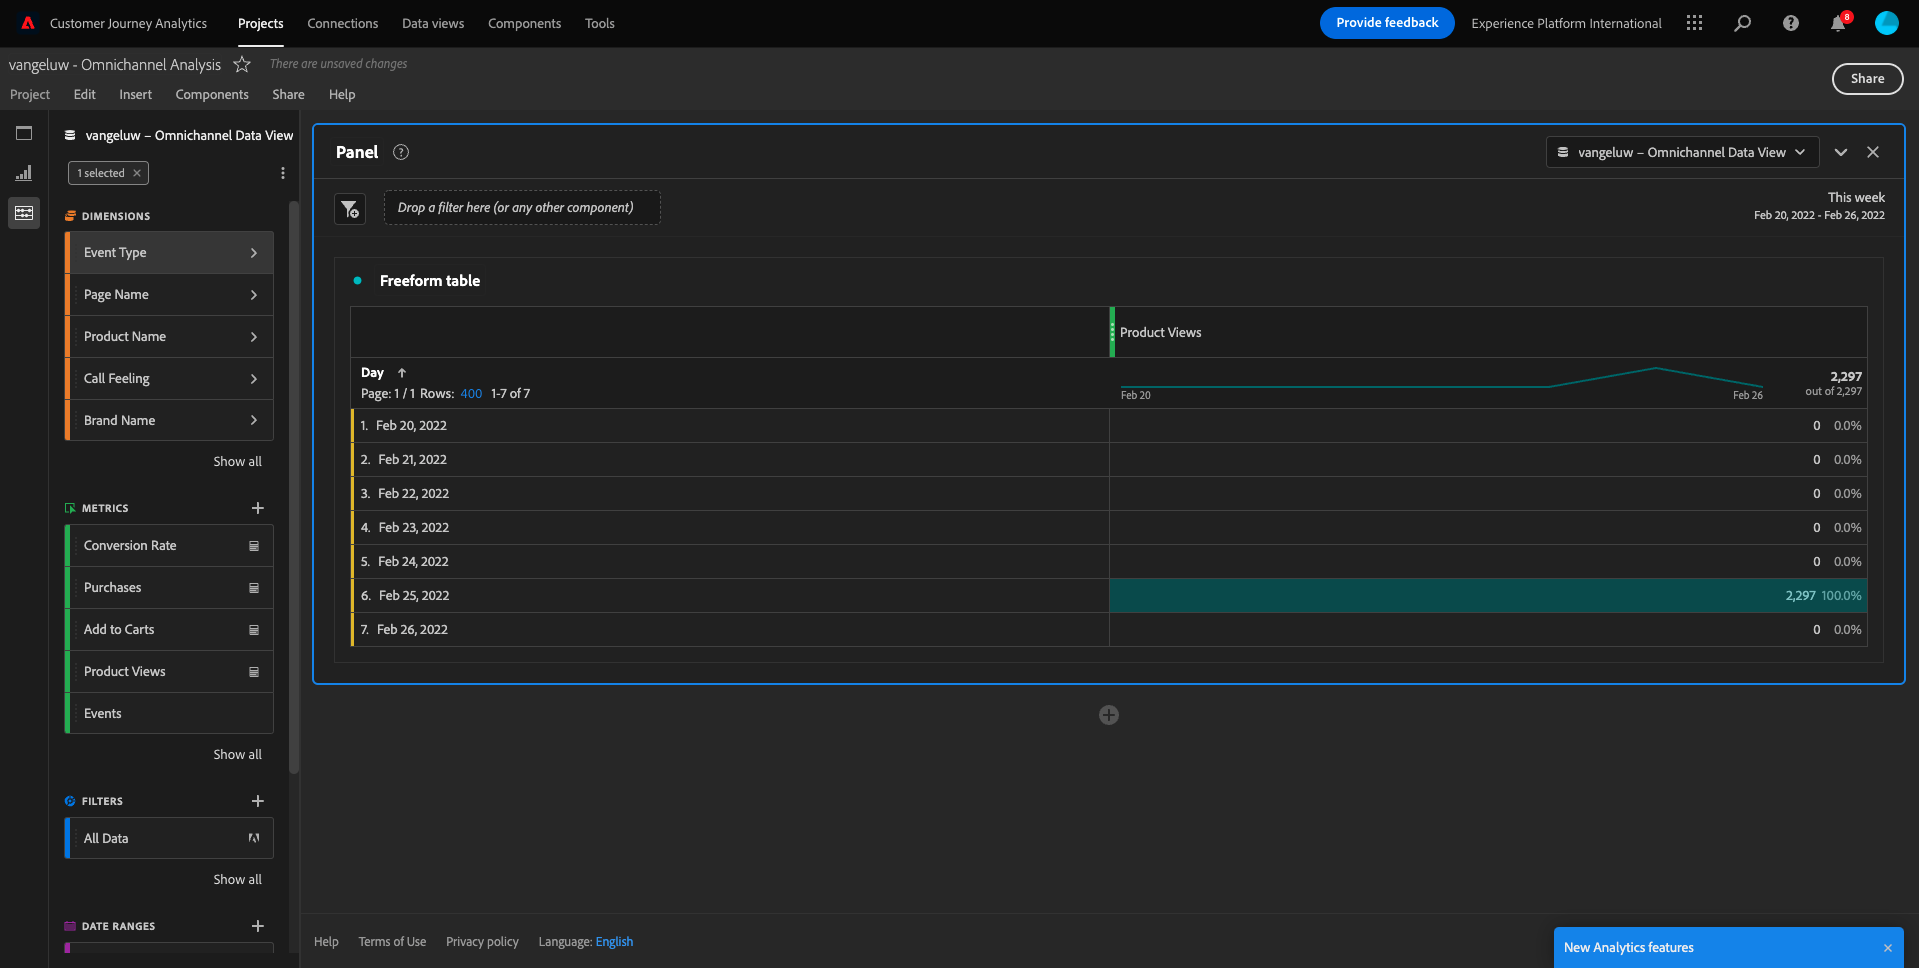 Customer Journey Analytics Projects Connections Data views Components Tools Provide feedback Experience Platform International 8
vangeluw - Omnichannel Analysis There are unsaved changes
Project Edit Insert Components Share Help Share
vangeluw – Omnichannel Data View
1 selected
DIMENSIONS
Event Type
Page Name
Product Name
Call Feeling
Brand Name
Show all
METRICS
Conversion Rate
Purchases
Add to Carts
Product Views
Events
Show all
FILTERS
All Data
Show all
DATE RANGES
Panel vangeluw – Omnichannel Data View
Drop a filter here (or any other component)
This week
Feb 20, 2022 - Feb 26, 2022
Freeform table
Product Views
Day
Page: 1 / 1 Rows: 400 1-7 of 7
Feb 20 Feb 26
2,297
out of 2,297
1. Feb 20, 2022 0 0.0%
2. Feb 21, 2022 0 0.0%
3. Feb 22, 2022 0 0.0%
4. Feb 23, 2022 0 0.0%
5. Feb 24, 2022 0 0.0%
6. Feb 25, 2022 2,297 100.0%
7. Feb 26, 2022 0 0.0%
Help Terms of Use Privacy policy Language: English
New Analytics features